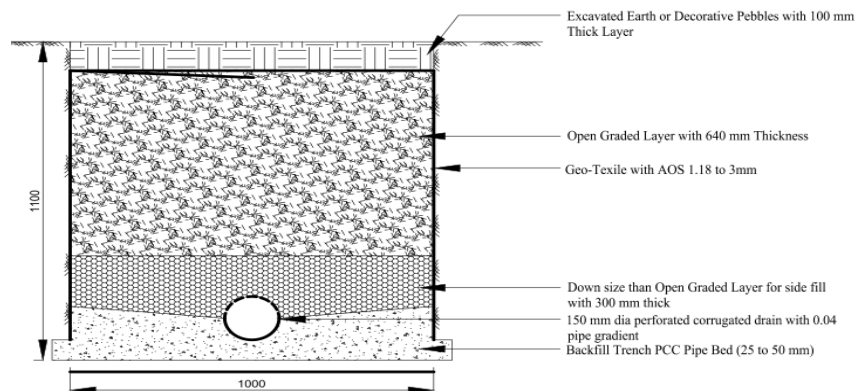 Excavated Earth or Decorative Pebbles with 100 mm
Thick Layer
Open Graded Layer with 640 mm Thickness
Geo-Texile with AOS 1.18 to 3mm
1100
Down size than Open Graded Layer for side fill
with 300 mm thick
150 mm dia perforated corrugated drain with 0.04
pipe gradient
Backfill Trench PCC Pipe Bed (25 to 50 mm)
1000